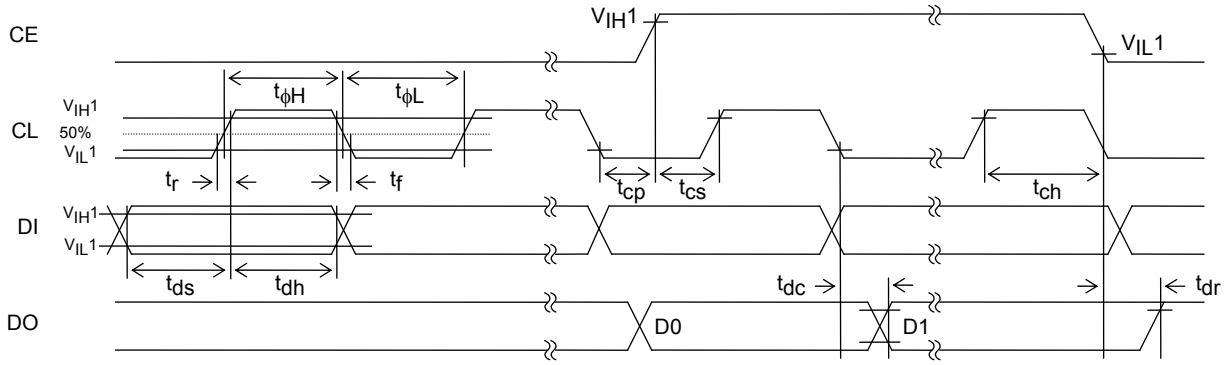 CE
VIH1
VIL1
tϕH
tϕL
VIH1
CL
50%
VIL1
tr
tf
tcp
tcs
tch
DI
VIH1
VIL1
tds
tdh
tdc
tdr
DO
D0
D1